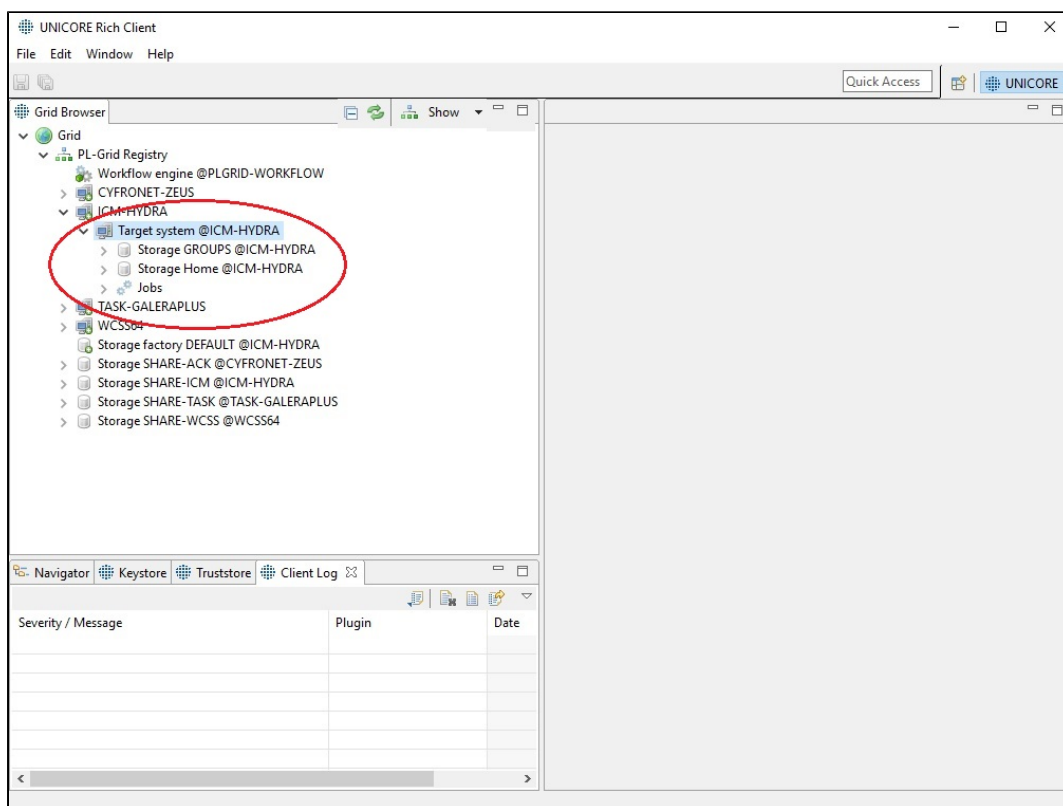 UNICORE Rich Client
File Edit Window Help
Quick Access UNICORE
Grid Browser Show
Grid
PL-Grid Registry
Workflow engine @PLGRID-WORKFLOW
CYFRONET-ZEUS
ICM-HYDRA
Target system @ICM-HYDRA
Storage GROUPS @ICM-HYDRA
Storage Home @ICM-HYDRA
Jobs
TASK-GALERAPLUS
WCSS64
Storage factory DEFAULT @ICM-HYDRA
Storage SHARE-ACK @CYFRONET-ZEUS
Storage SHARE-ICM @ICM-HYDRA
Storage SHARE-TASK @TASK-GALERAPLUS
Storage SHARE-WCSS @WCSS64
Navigator Keystore Truststore Client Log
Severity / Message Plugin Date